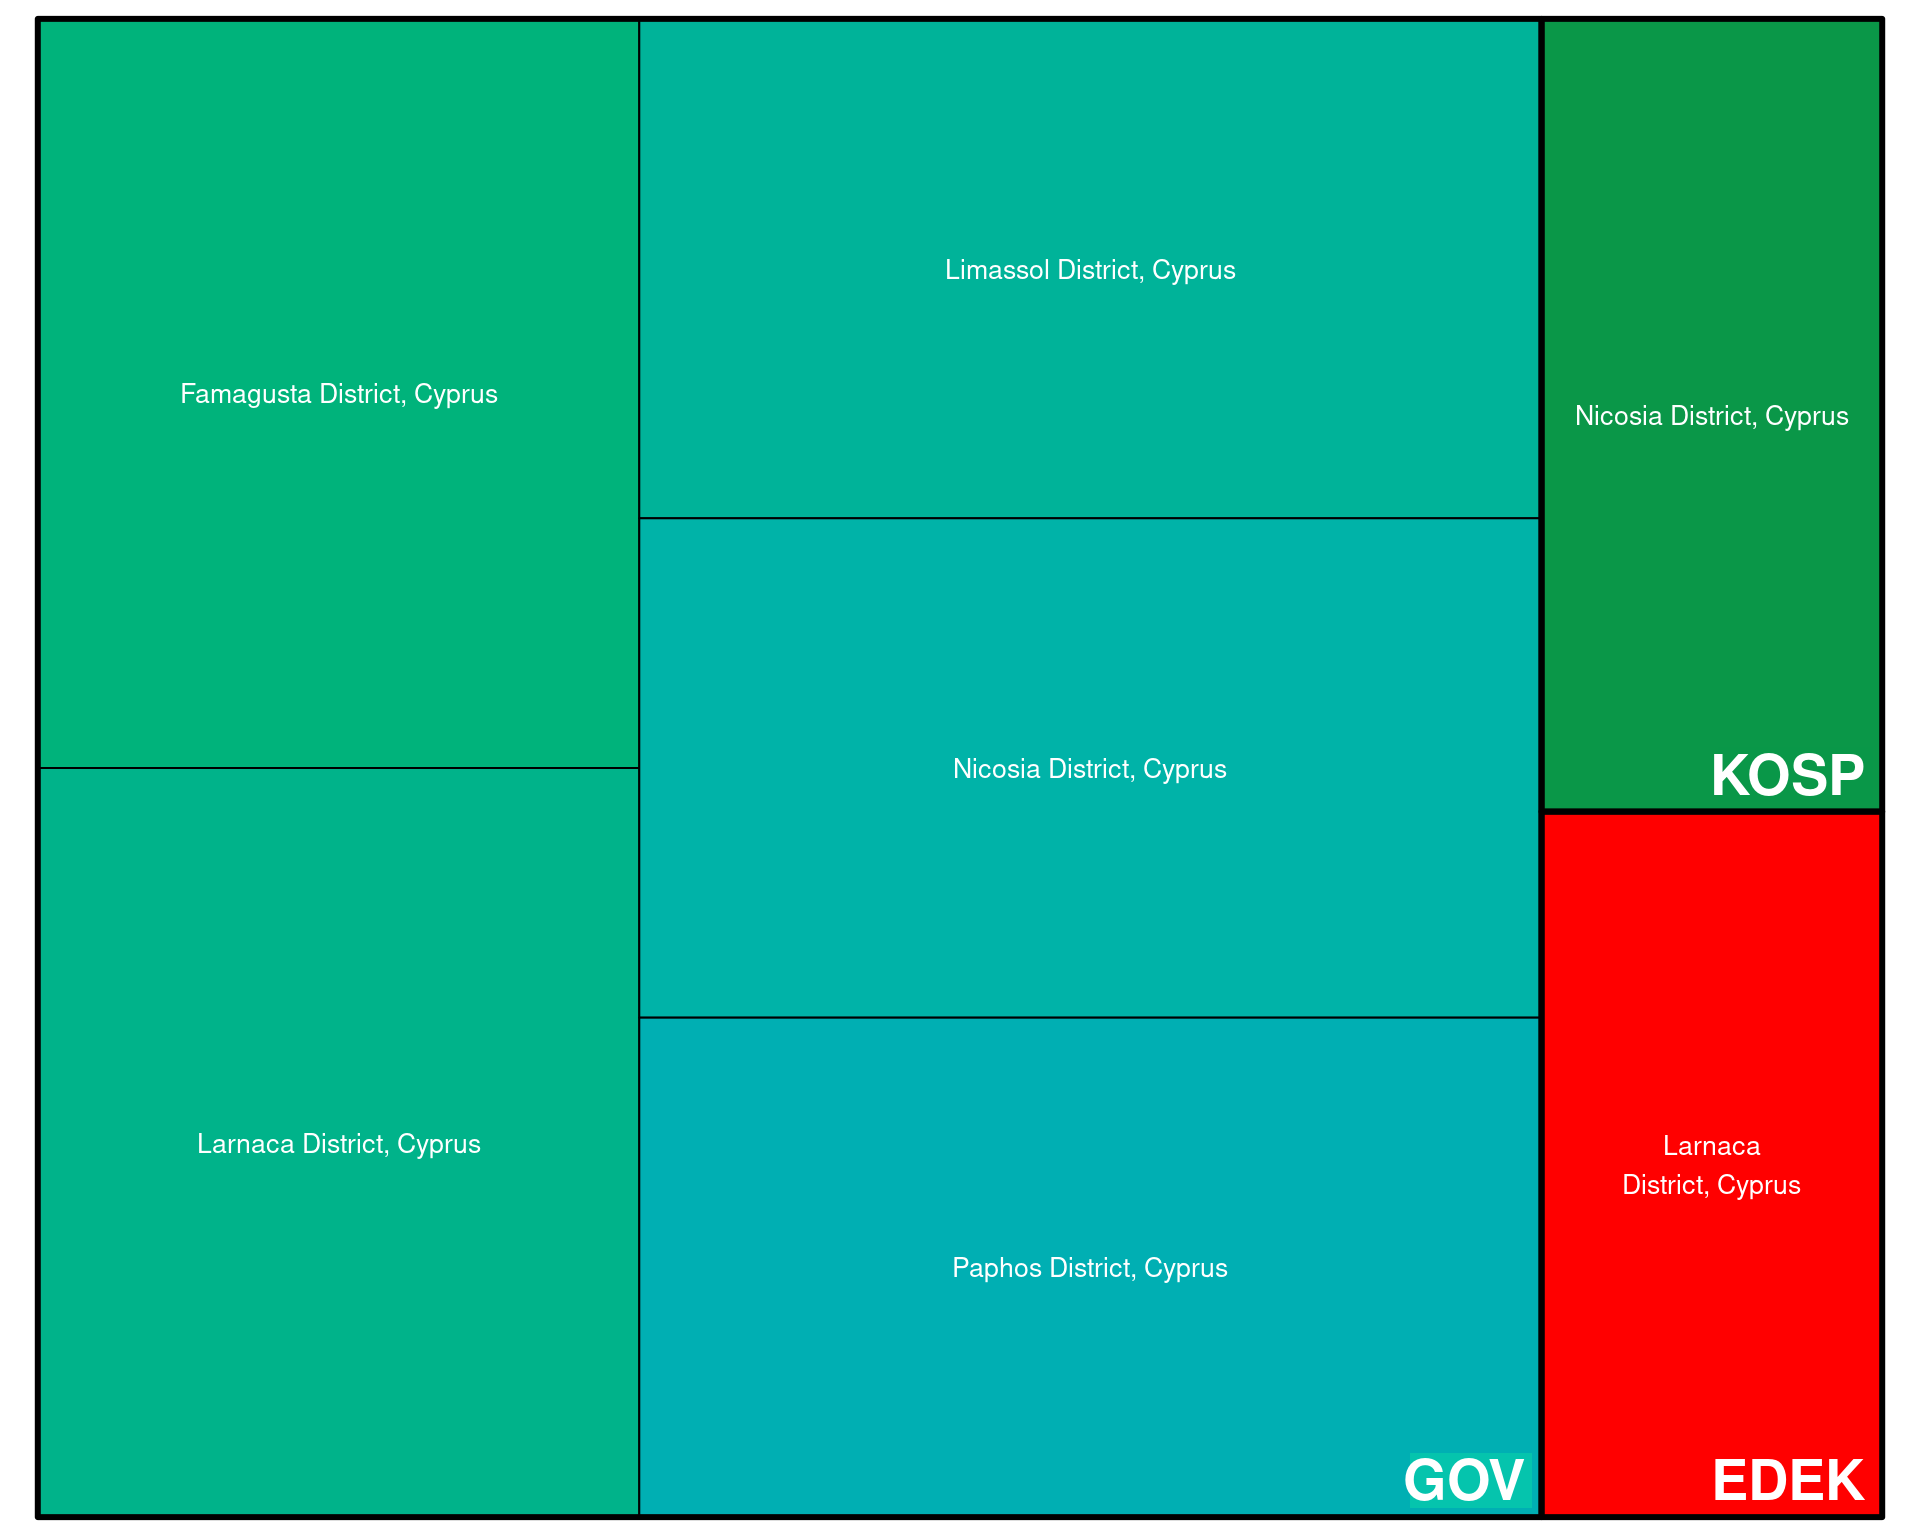 Famagusta District, Cyprus
Larnaca District, Cyprus
Limassol District, Cyprus
Nicosia District, Cyprus
Paphos District, Cyprus
GOV
Nicosia District, Cyprus
KOSP
Larnaca
District, Cyprus
EDEK